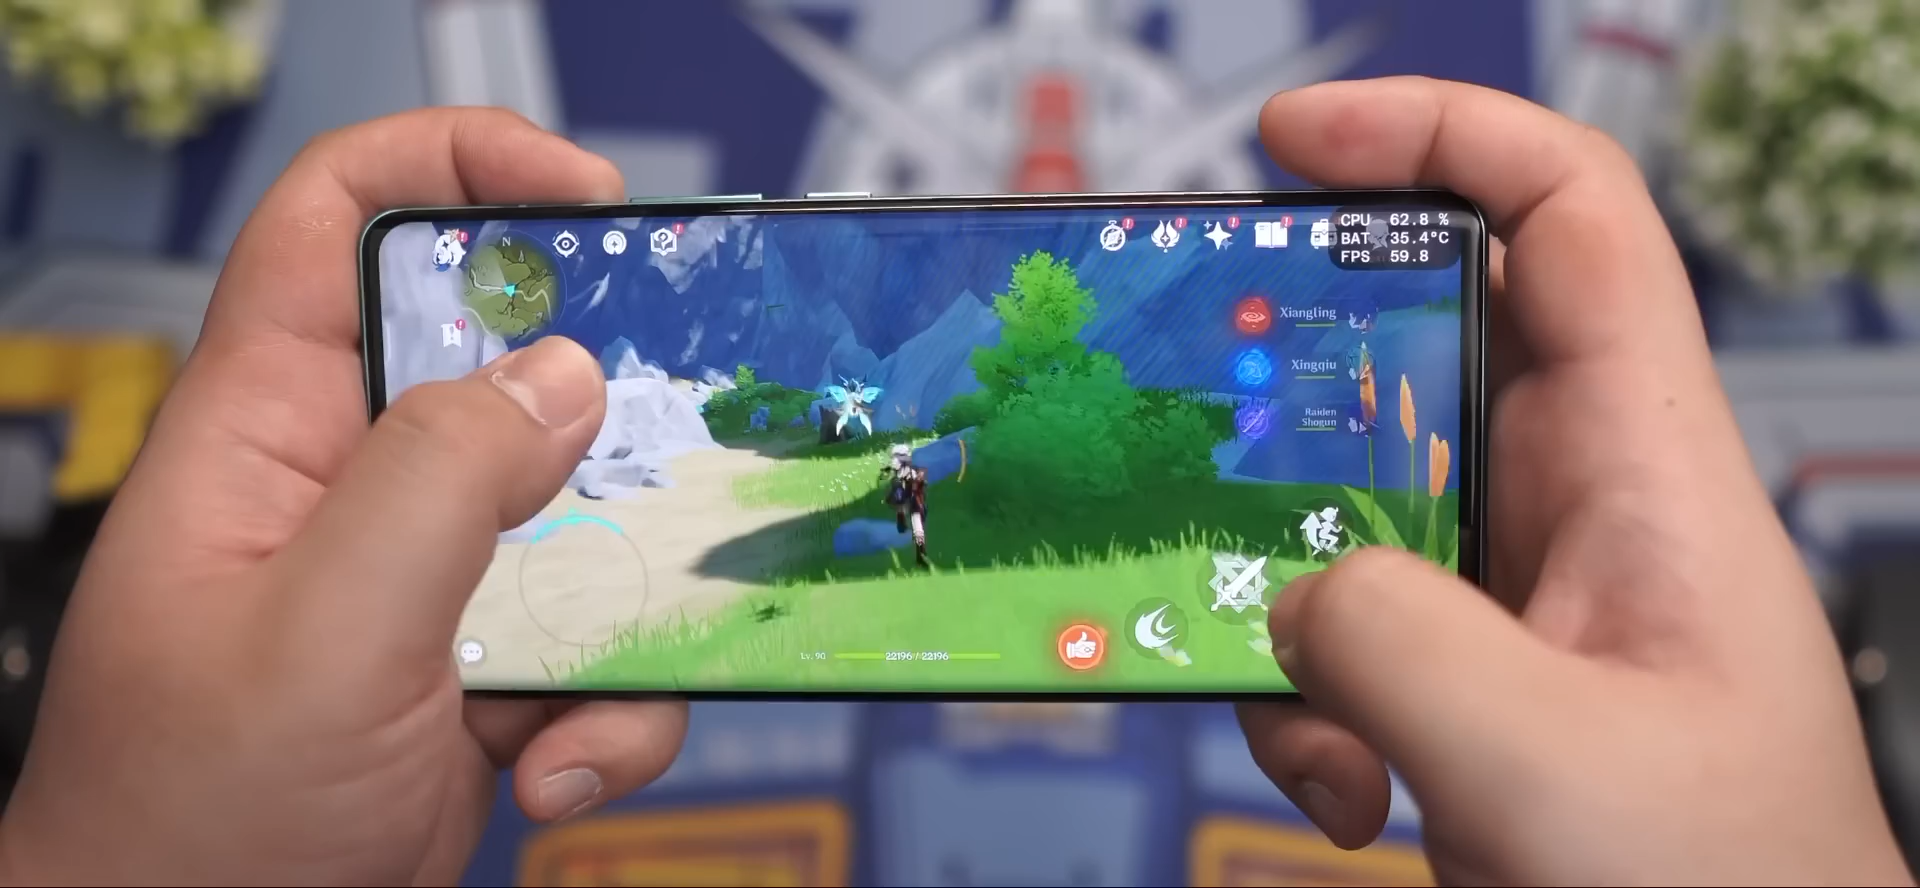 N
CPU 62.8 %
BAT 35.4°C
FPS 59.8
Xiangling
Xingqiu
Raiden
Shogun
Lv. 90
22196 / 22196